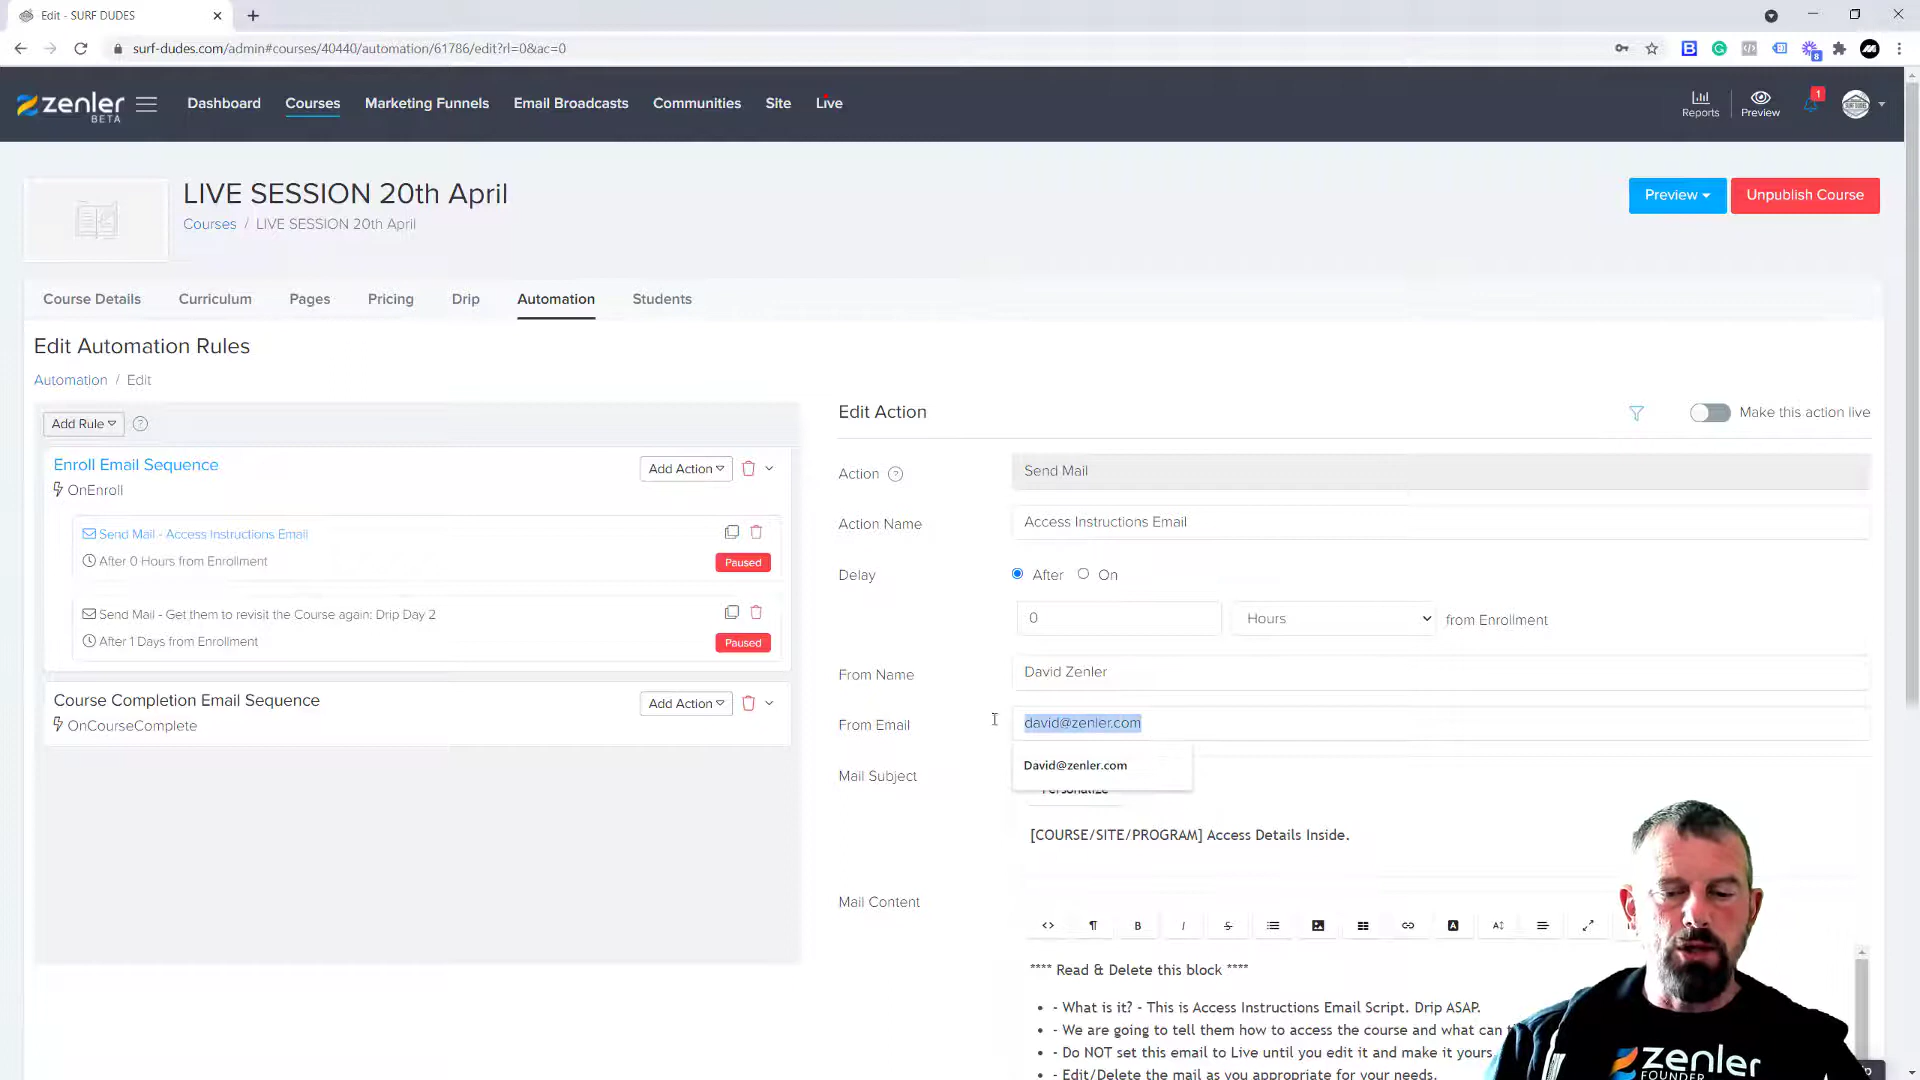 Edit - SURF DUDES
surf-dudes.com/admin#courses/40440/automation/61786/edit?rl=0&ac=0
B
G
8
zenler
BETA
Dashboard
Courses
Marketing Funnels
Email Broadcasts
Communities
Site
Live
Reports
Preview
1
LIVE SESSION 20th April
Courses / LIVE SESSION 20th April
Preview
Unpublish Course
Course Details
Curriculum
Pages
Pricing
Drip
Automation
Students
Edit Automation Rules
Automation / Edit
Add Rule
?
Enroll Email Sequence
Add Action
OnEnroll
Send Mail - Access Instructions Email
After 0 Hours from Enrollment
Paused
Send Mail - Get them to revisit the Course again: Drip Day 2
After 1 Days from Enrollment
Paused
Course Completion Email Sequence
Add Action
OnCourseComplete
Edit Action
Make this action live
Action ?
Send Mail
Action Name
Access Instructions Email
Delay
After
On
0
Hours
from Enrollment
From Name
David Zenler
From Email
david@zenler.com
David@zenler.com
Mail Subject
Personalize
[COURSE/SITE/PROGRAM] Access Details Inside.
Mail Content
<> ¶ B I S A
**** Read & Delete this block ****
- What is it? - This is Access Instructions Email Script. Drip ASAP.
- We are going to tell them how to access the course and what can
- Do NOT set this email to Live until you edit it and make it yours.
- Edit/Delete the mail as you appropriate for your needs.
zenler
FOUNDER